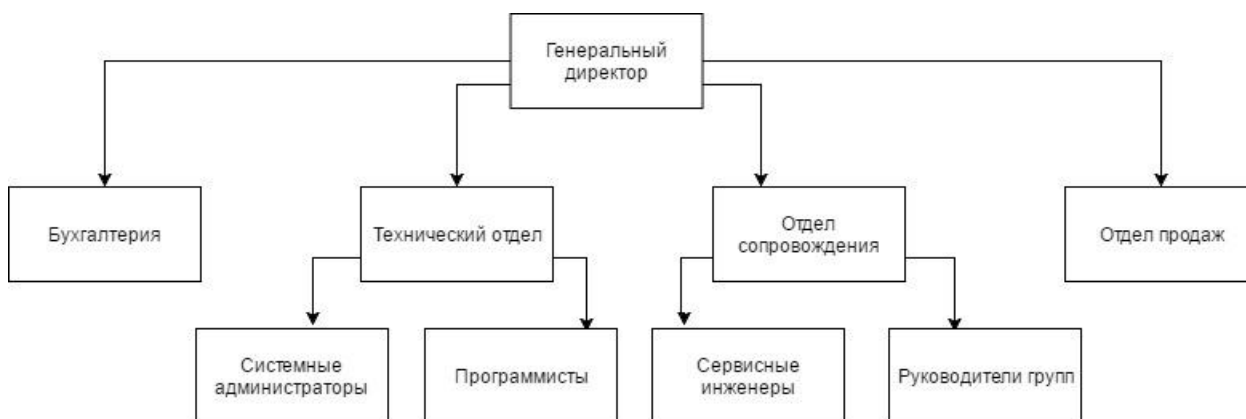 Генеральный
директор
Бухгалтерия
Технический отдел
Отдел
сопровождения
Отдел продаж
Системные
администраторы
Программисты
Сервисные
инженеры
Руководители групп